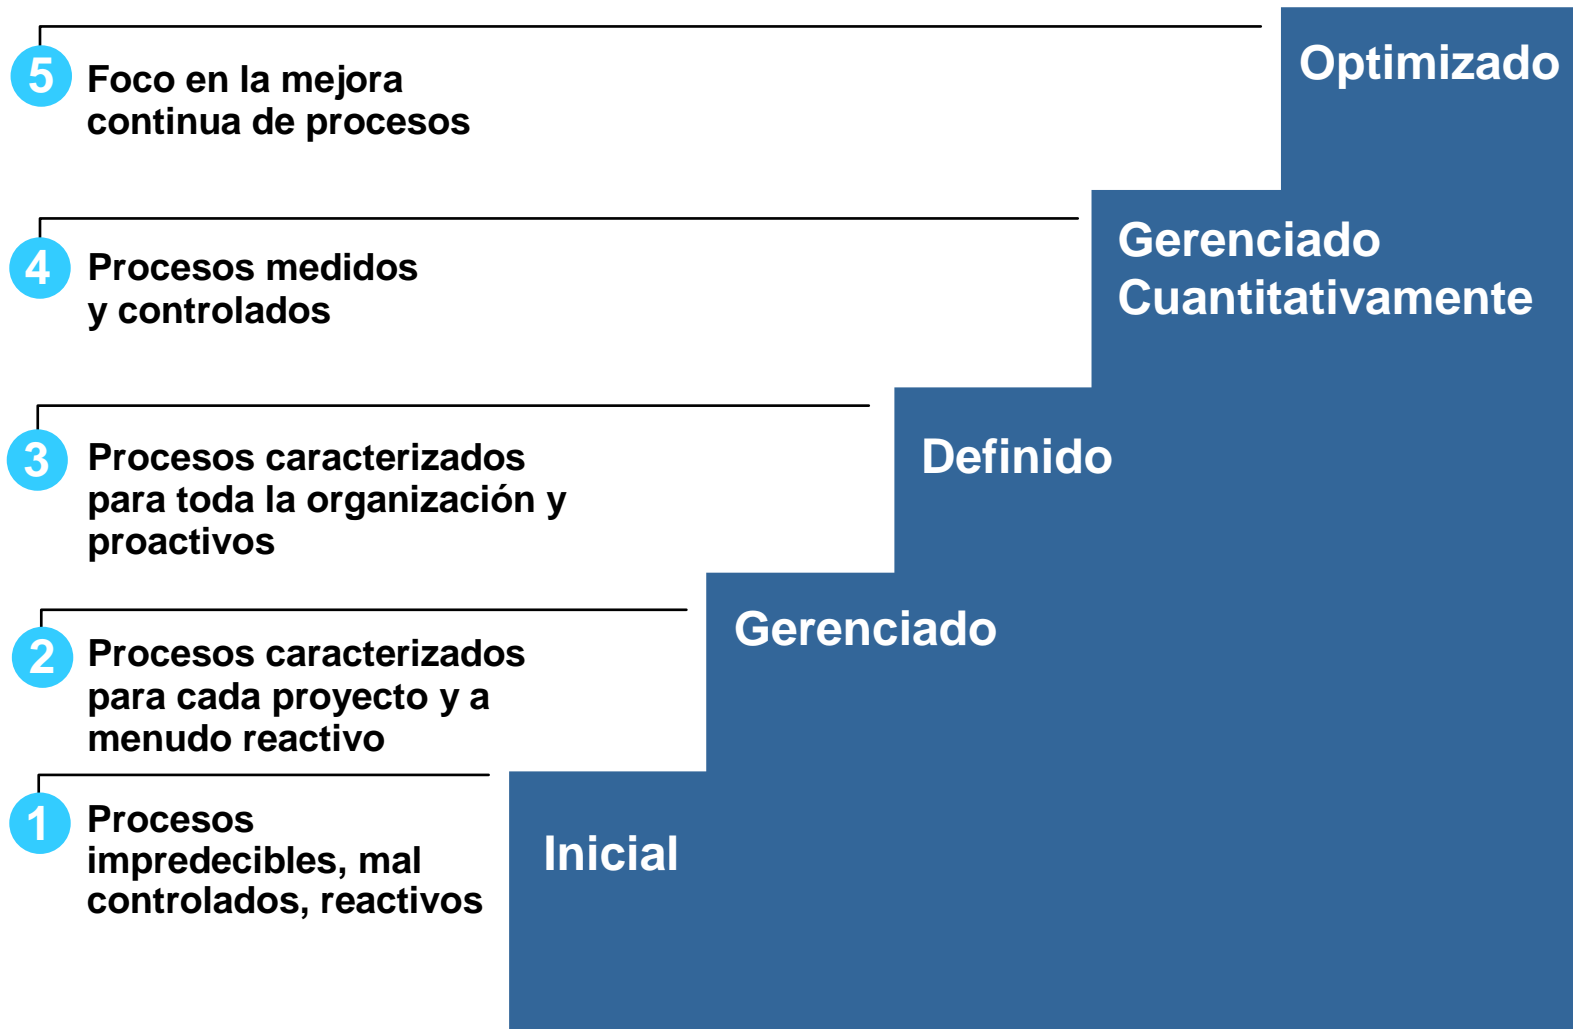 5
Foco en la mejora
continua de procesos
Optimizado
4
Procesos medidos
y controlados
Gerenciado
Cuantitativamente
3
Procesos caracterizados
para toda la organización y
proactivos
Definido
2
Procesos caracterizados
para cada proyecto y a
menudo reactivo
Gerenciado
1
Procesos
impredecibles, mal
controlados, reactivos
Inicial